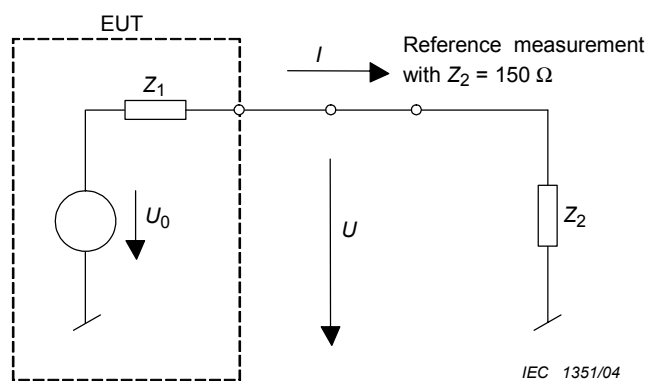 EUT
I
Reference measurement
with Z2 = 150 Ω
Z1
U0
U
Z2
IEC 1351/04